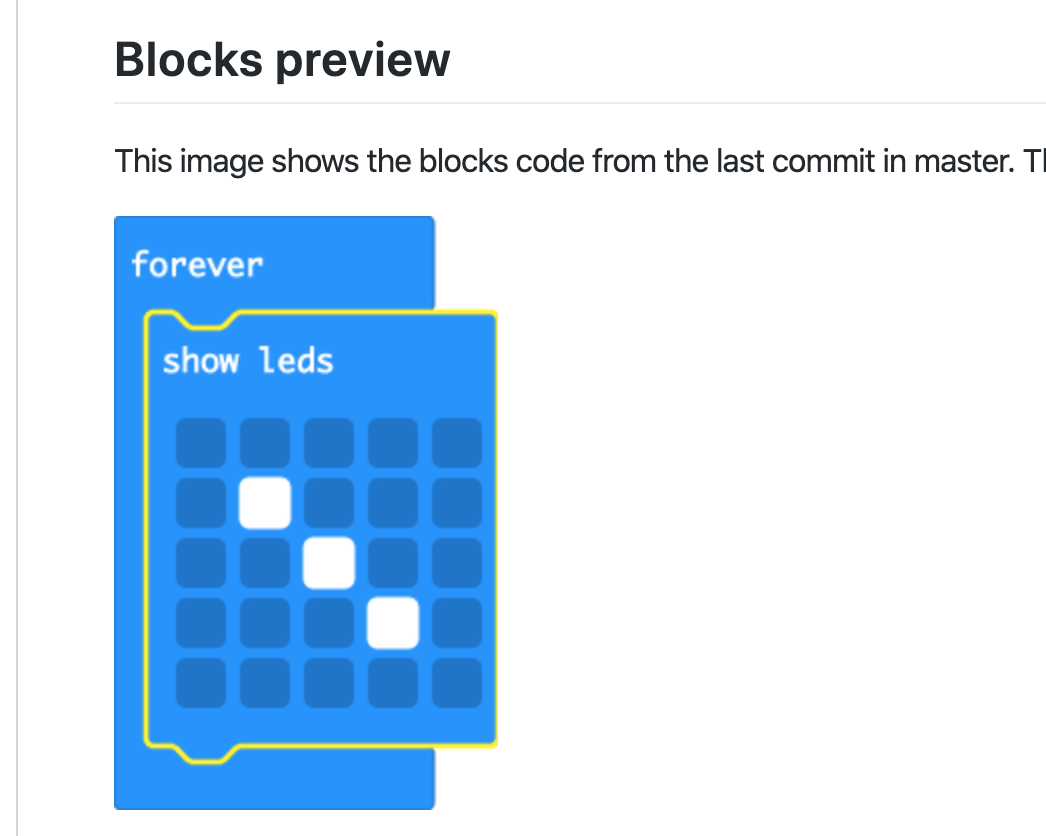 Blocks preview
This image shows the blocks code from the last commit in master.
forever
show leds